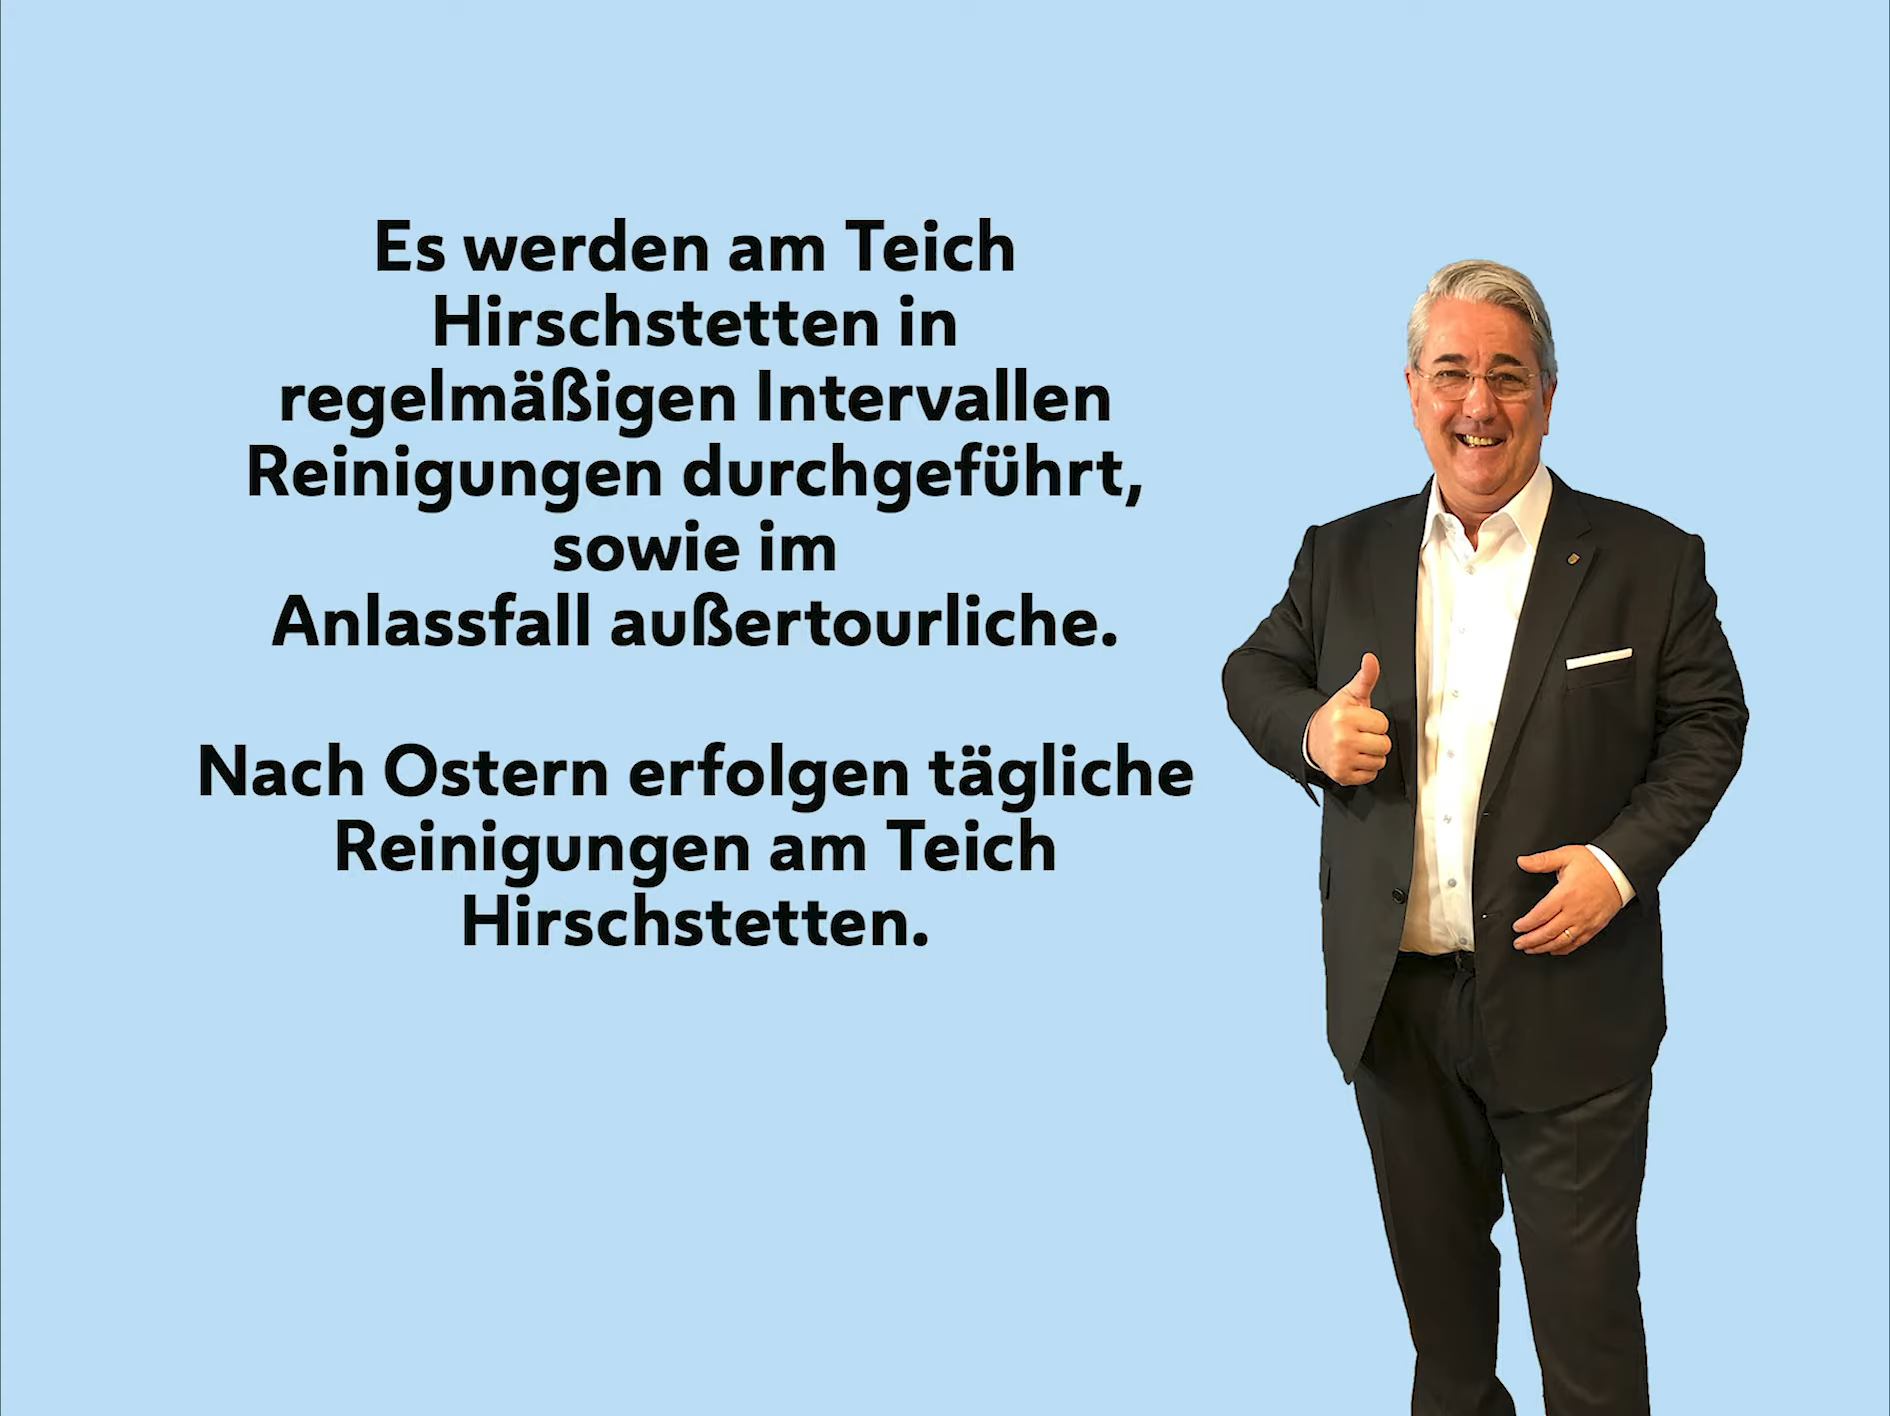 Es werden am Teich
Hirschstetten in
regelmäßigen Intervallen
Reinigungen durchgeführt,
sowie im
Anlassfall außertourliche.
Nach Ostern erfolgen tägliche
Reinigungen am Teich
Hirschstetten.